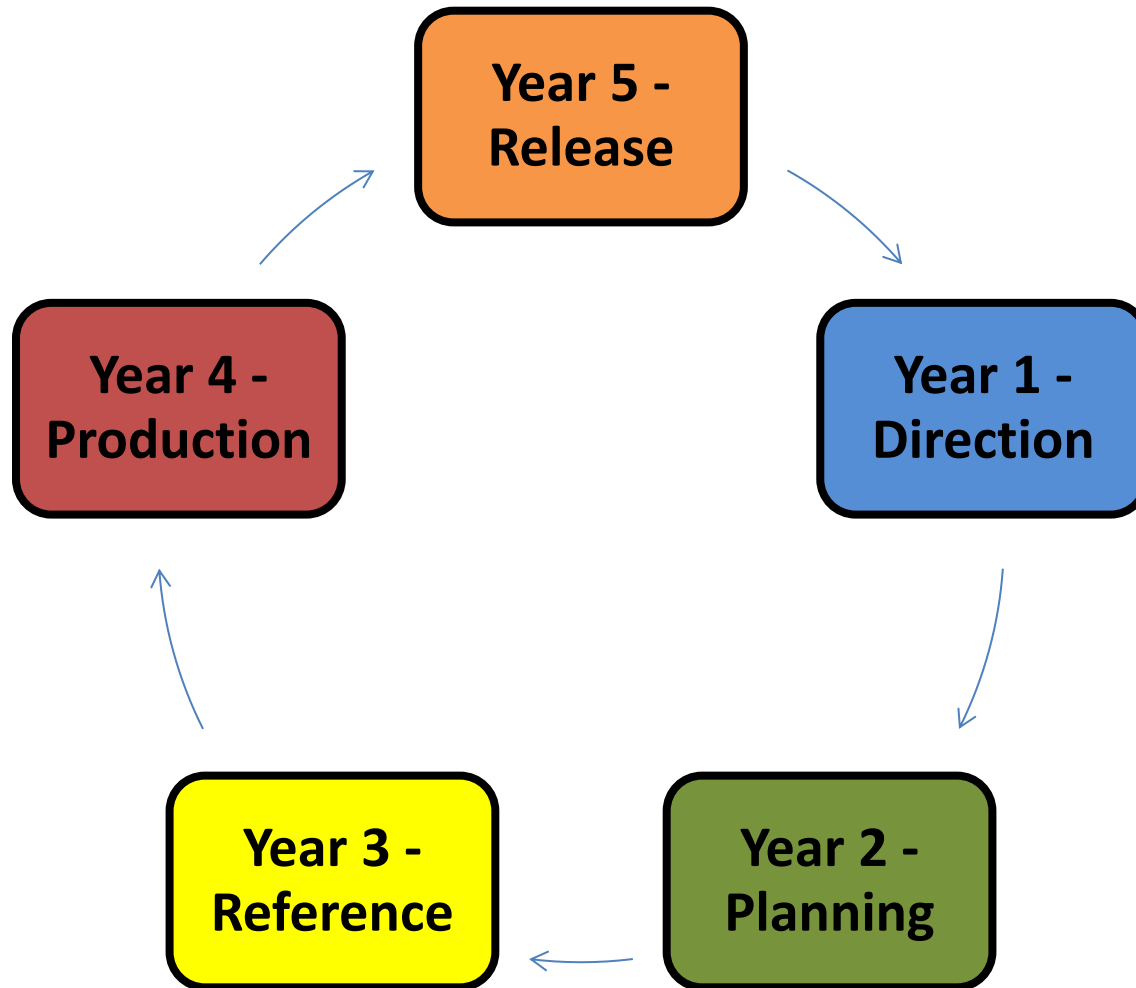 Year 5 -
Release
Year 4 -
Production
Year 1 -
Direction
Year 3 -
Reference
Year 2 -
Planning